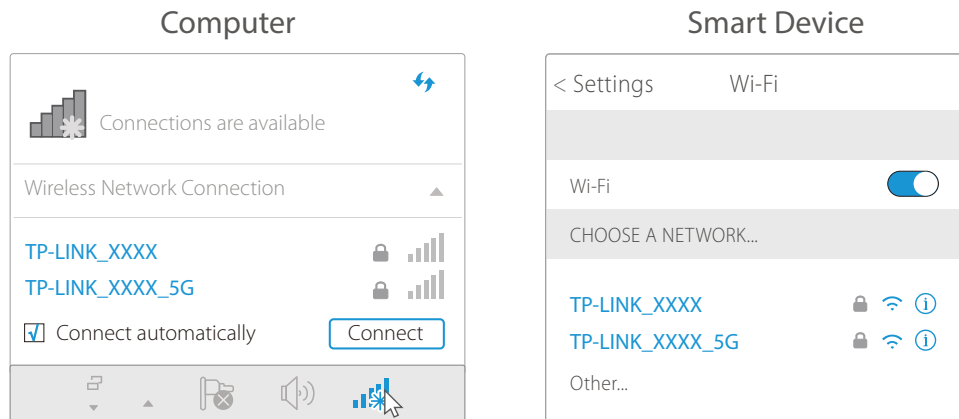 Computer
Connections are available
Wireless Network Connection
TP-LINK_XXXX
TP-LINK_XXXX_5G
Connect automatically
Connect
Smart Device
< Settings
Wi-Fi
Wi-Fi
CHOOSE A NETWORK...
TP-LINK_XXXX
TP-LINK_XXXX_5G
Other...